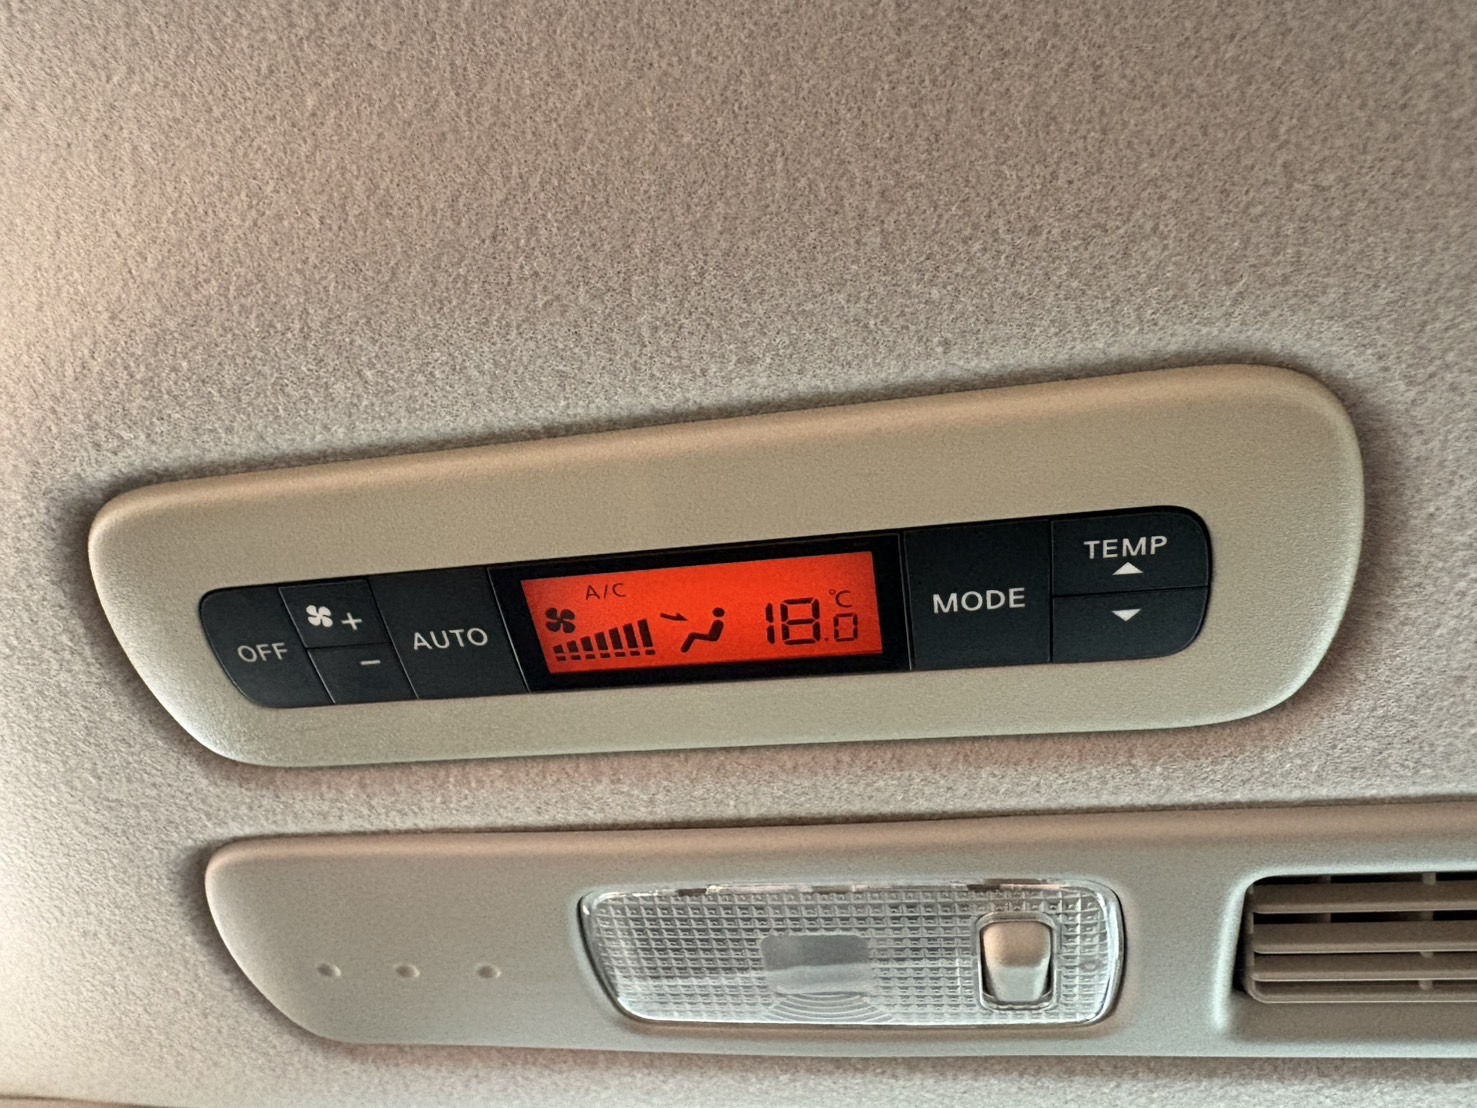 OFF
+
-
AUTO
A/C
18.0 °C
MODE
TEMP